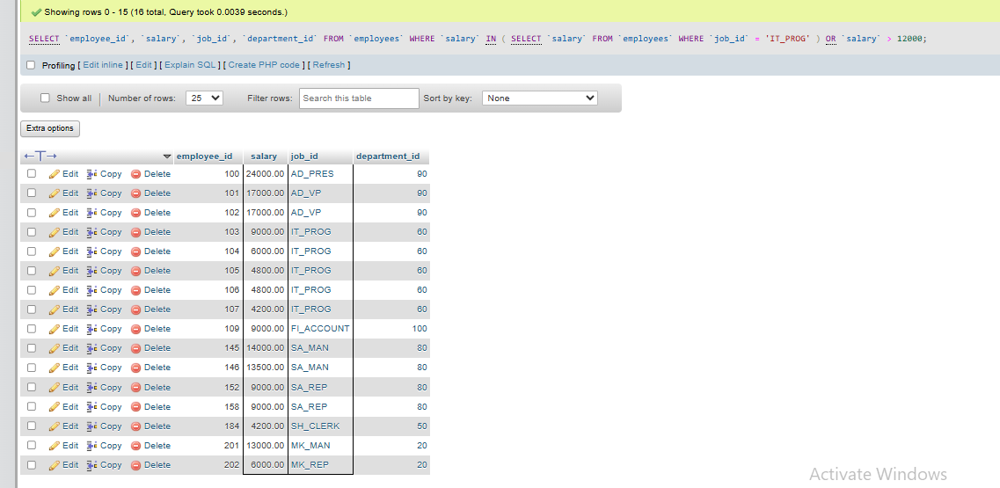 Showing rows 0 - 15 (16 total, Query took 0.0039 seconds.)
SELECT `employee_id`, `salary`, `job_id`, `department_id` FROM `employees` WHERE `salary` IN ( SELECT `salary` FROM `employees` WHERE `job_id` = 'IT_PROG' ) OR `salary` > 12000;
Profiling [ Edit inline ] [ Edit ] [ Explain SQL ] [ Create PHP code ] [ Refresh ]
Show all Number of rows: 25 Filter rows: Search this table Sort by key: None
Extra options
←T→ employee_id salary job_id department_id
Edit Copy Delete 100 24000.00 AD_PRES 90
Edit Copy Delete 101 17000.00 AD_VP 90
Edit Copy Delete 102 17000.00 AD_VP 90
Edit Copy Delete 103 9000.00 IT_PROG 60
Edit Copy Delete 104 6000.00 IT_PROG 60
Edit Copy Delete 105 4800.00 IT_PROG 60
Edit Copy Delete 106 4800.00 IT_PROG 60
Edit Copy Delete 107 4200.00 IT_PROG 60
Edit Copy Delete 109 9000.00 FI_ACCOUNT 100
Edit Copy Delete 145 14000.00 SA_MAN 80
Edit Copy Delete 146 13500.00 SA_MAN 80
Edit Copy Delete 152 9000.00 SA_REP 80
Edit Copy Delete 158 9000.00 SA_REP 80
Edit Copy Delete 184 4200.00 SH_CLERK 50
Edit Copy Delete 201 13000.00 MK_MAN 20
Edit Copy Delete 202 6000.00 MK_REP 20
Activate Windows